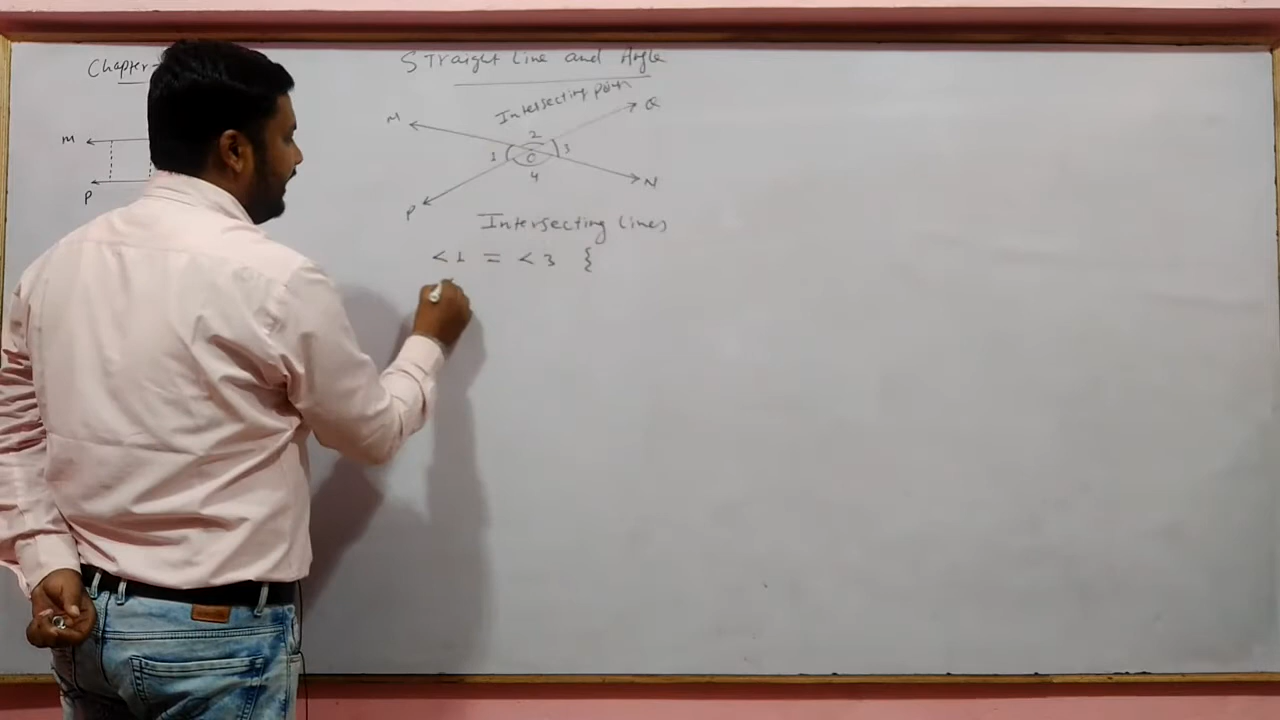 Chapter-
Straight Line and Angle
Intersecting point
M
Q
2
1
O
3
4
P
N
M
P
Intersecting lines
<1 = <3 }